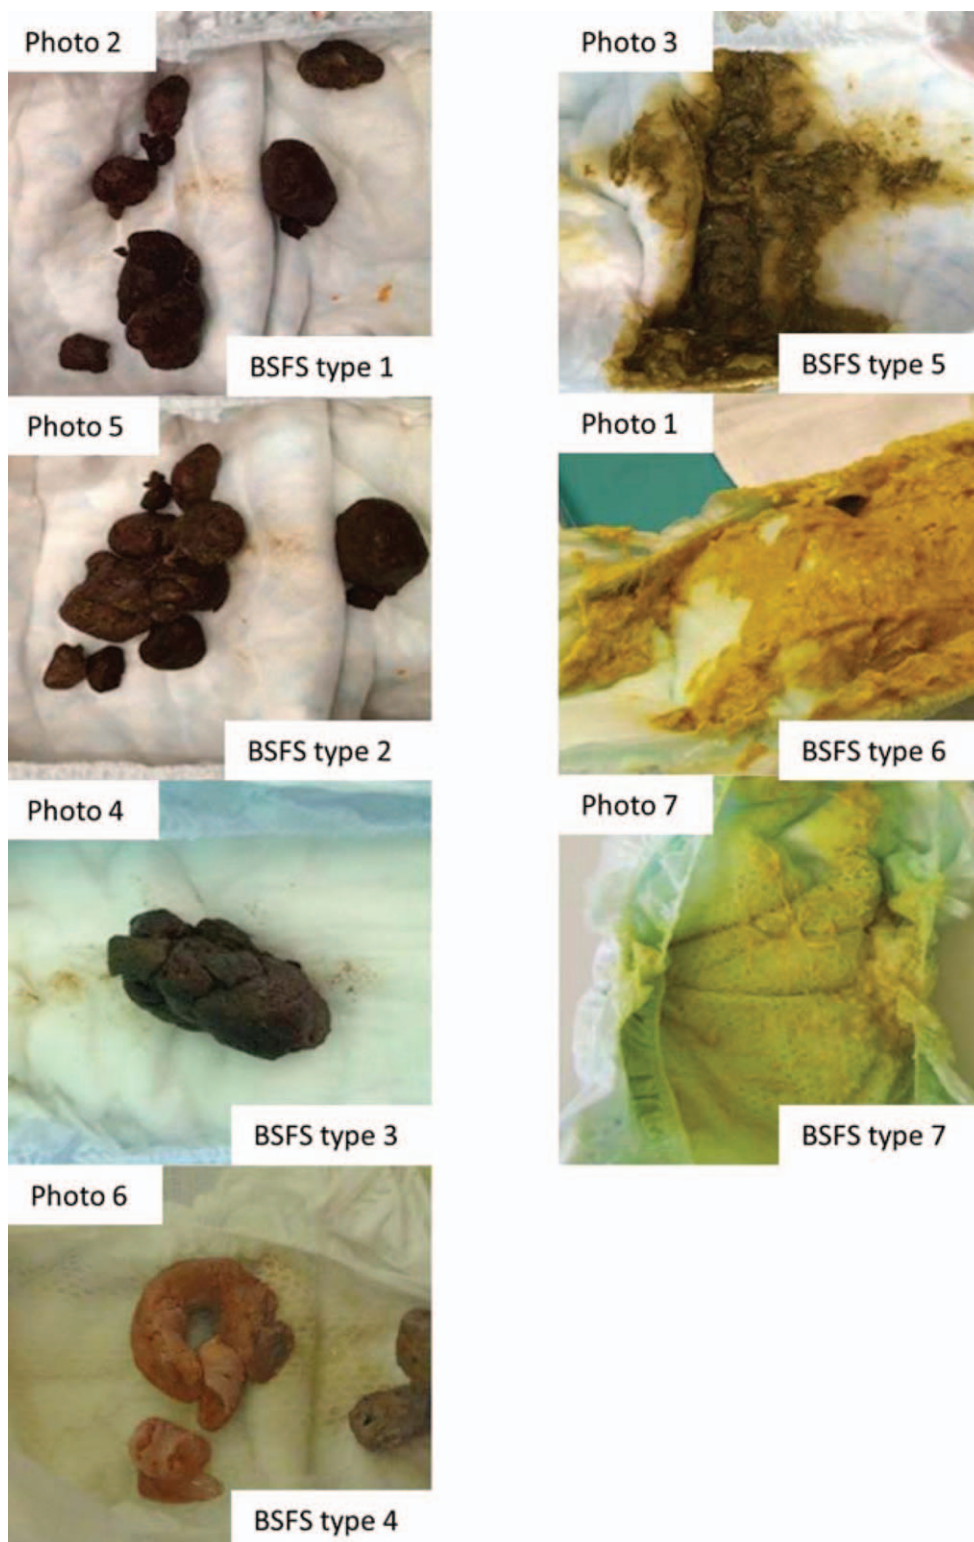 Photo 2
BSFS type 1
Photo 5
BSFS type 2
Photo 4
BSFS type 3
Photo 6
BSFS type 4
Photo 3
BSFS type 5
Photo 1
BSFS type 6
Photo 7
BSFS type 7